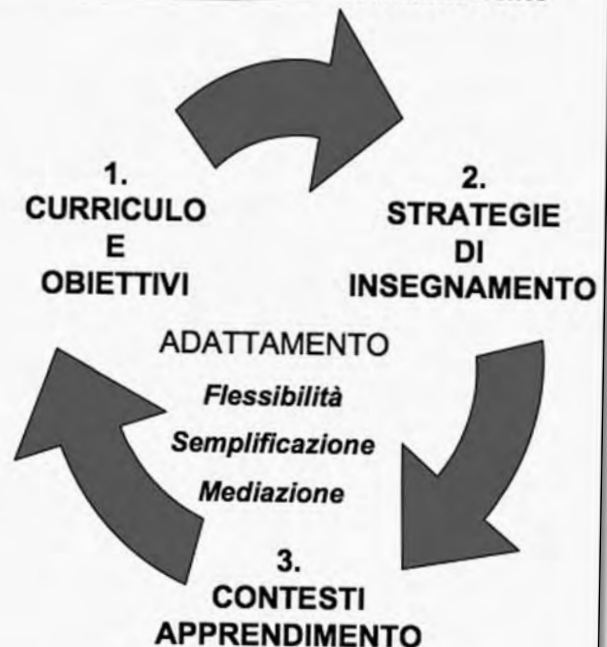 1.
CURRICULO
E
OBIETTIVI
2.
STRATEGIE
DI
INSEGNAMENTO
ADATTAMENTO
Flessibilità
Semplificazione
Mediazione
3.
CONTESTI
APPRENDIMENTO